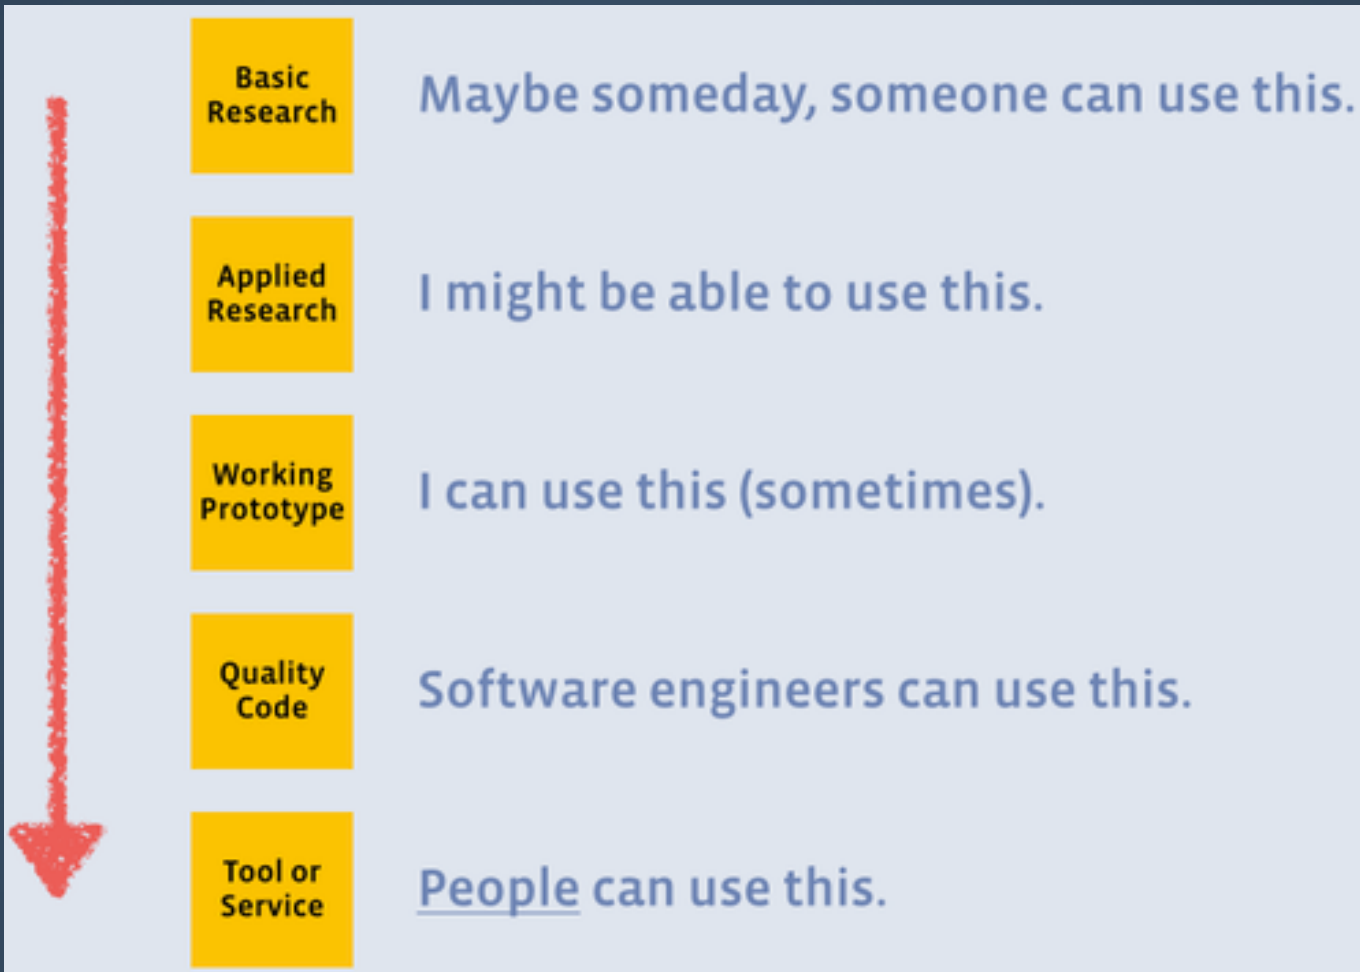 Basic
Research
Maybe someday, someone can use this.
Applied
Research
I might be able to use this.
Working
Prototype
I can use this (sometimes).
Quality
Code
Software engineers can use this.
Tool or
Service
People can use this.